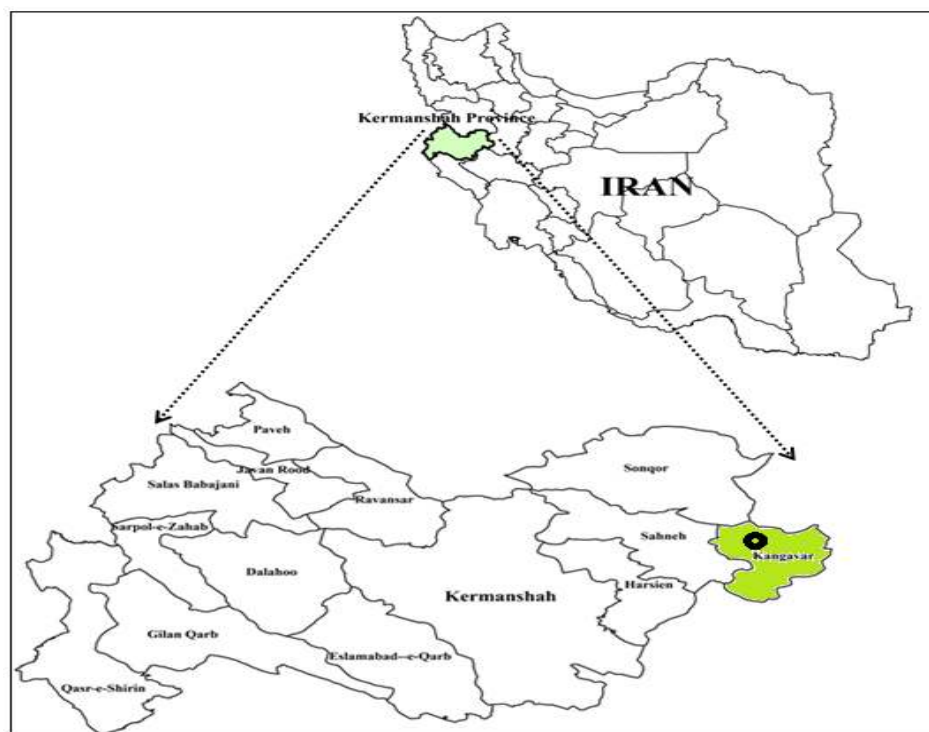 Kermanshah Province
IRAN
Paveh
Javan Rood
Salas Babajani
Ravansar
Sonqor
Sarpol-e-Zahab
Sahneh
Kangavar
Dalahoo
Harsien
Kermanshah
Gilan Qarb
Eslamabad--e-Qarb
Qasr-e-Shirin